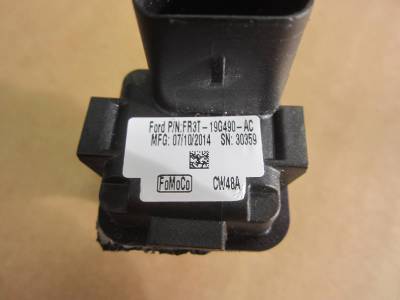 Ford P/N:FR3T-19G490-AC
MFG: 07/10/2014 SN: 30359
FoMoCo CW48A